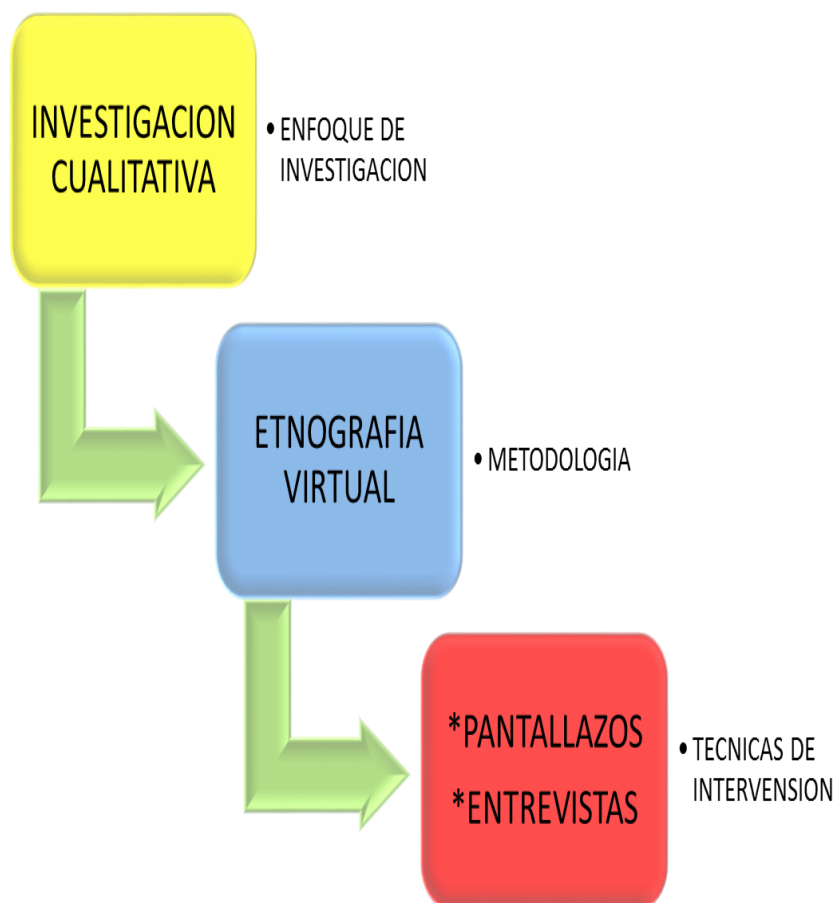 INVESTIGACION
CUALITATIVA
• ENFOQUE DE
INVESTIGACION
ETNOGRAFIA
VIRTUAL
• METODOLOGIA
*PANTALLAZOS
*ENTREVISTAS
• TECNICAS DE
INTERVENSION